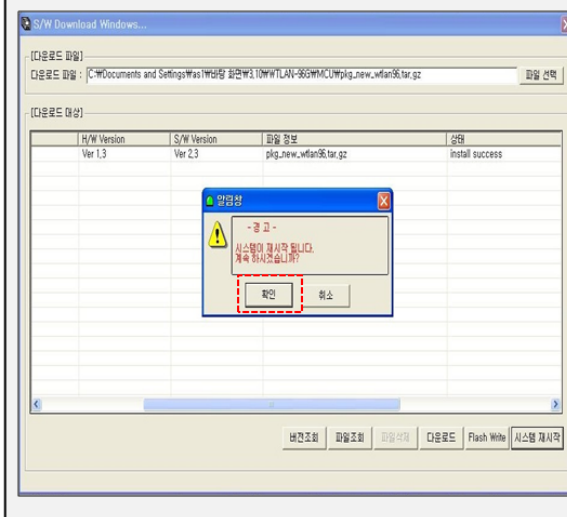 S/W Download Windows...
[다운로드 파일]
다운로드 파일 : C:₩Documents and Settings₩as1₩바탕 화면₩3,10₩WTLAN-96G₩MCU₩pkg_new_wtlan96,tar,gz 파일 선택
[다운로드 대상]
H/W Version S/W Version 파일 정보 상태
Ver 1,3 Ver 2,3 pkg_new_wtlan96,tar,gz install success
알림창
- 경 고 -
시스템이 재시작 됩니다.
계속 하시겠습니까?
확인 취소
버전조회 파일조회 파일삭제 다운로드 Flash Write 시스템 재시작